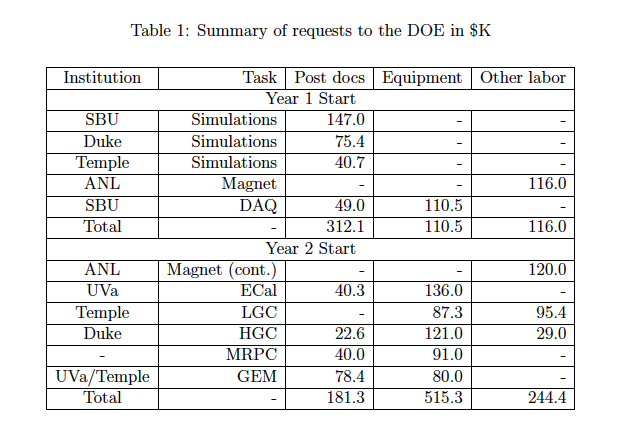 Table 1: Summary of requests to the DOE in $K
Institution Task Post docs Equipment Other labor
Year 1 Start
SBU Simulations 147.0 - -
Duke Simulations 75.4 - -
Temple Simulations 40.7 - -
ANL Magnet - - 116.0
SBU DAQ 49.0 110.5 -
Total - 312.1 110.5 116.0
Year 2 Start
ANL Magnet (cont.) - - 120.0
UVa ECal 40.3 136.0 -
Temple LGC - 87.3 95.4
Duke HGC 22.6 121.0 29.0
- MRPC 40.0 91.0 -
UVa/Temple GEM 78.4 80.0 -
Total - 181.3 515.3 244.4